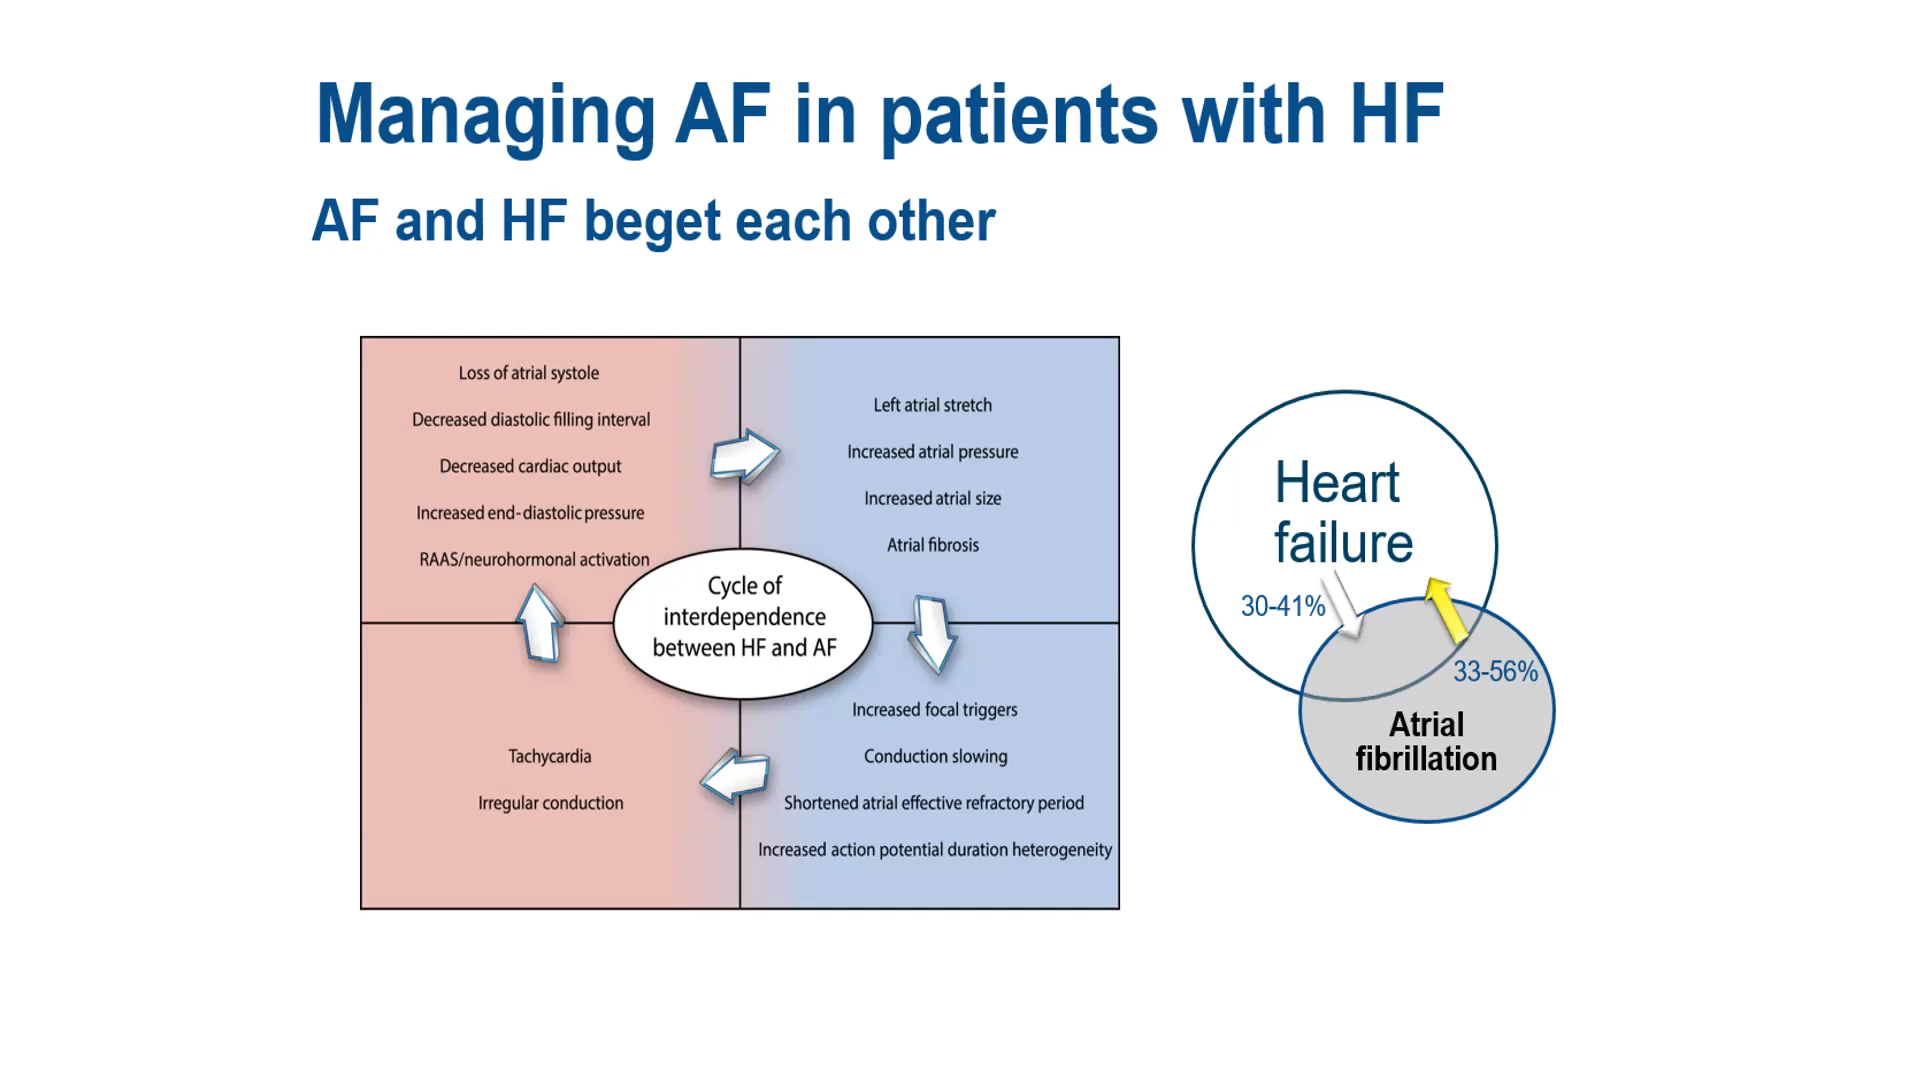 Managing AF in patients with HF
AF and HF beget each other
Loss of atrial systole
Decreased diastolic filling interval
Decreased cardiac output
Increased end-diastolic pressure
RAAS/neurohormonal activation
Left atrial stretch
Increased atrial pressure
Increased atrial size
Atrial fibrosis
Cycle of
interdependence
between HF and AF
Tachycardia
Irregular conduction
Increased focal triggers
Conduction slowing
Shortened atrial effective refractory period
Increased action potential duration heterogeneity
Heart
failure
30-41%
33-56%
Atrial
fibrillation